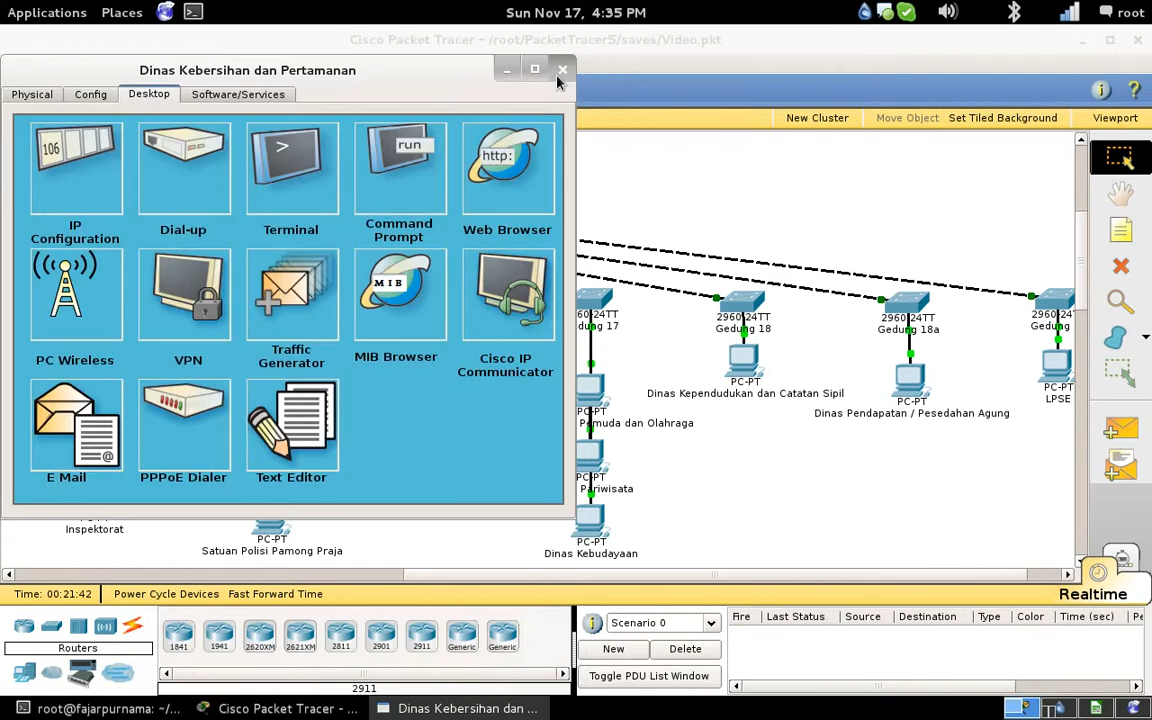 Applications Places Sun Nov 17, 4:35 PM root
Cisco Packet Tracer - /root/PacketTracer5/saves/Video.pkt
Dinas Kebersihan dan Pertamanan
Physical Config Desktop Software/Services
New Cluster Move Object Set Tiled Background Viewport
106
>
run
http:
IP Configuration
Dial-up
Terminal
Command Prompt
Web Browser
MIB
PC Wireless
VPN
Traffic Generator
MIB Browser
Cisco IP Communicator
E Mail
PPPoE Dialer
Text Editor
2960-24TT
Gedung 18
2960-24TT
Gedung 18a
Gedung
PC-PT
Dinas Kependudukan dan Catatan Sipil
PC-PT
Dinas Pendapatan / Pesedahan Agung
PC-PT
LPSE
PC-PT
Pemuda dan Olahraga
PC-PT
Pariwisata
PC-PT
Dinas Kebudayaan
Inspektorat
PC-PT
Satuan Polisi Pamong Praja
Time: 00:21:42 Power Cycle Devices Fast Forward Time
Realtime
Routers
1841 1941 2620XM 2621XM 2811 2901 2911 Generic Generic
2911
Scenario 0
New Delete
Toggle PDU List Window
Fire Last Status Source Destination Type Color Time (sec)
root@fajarpurnama: ~/... Cisco Packet Tracer - ... Dinas Kebersihan dan ...